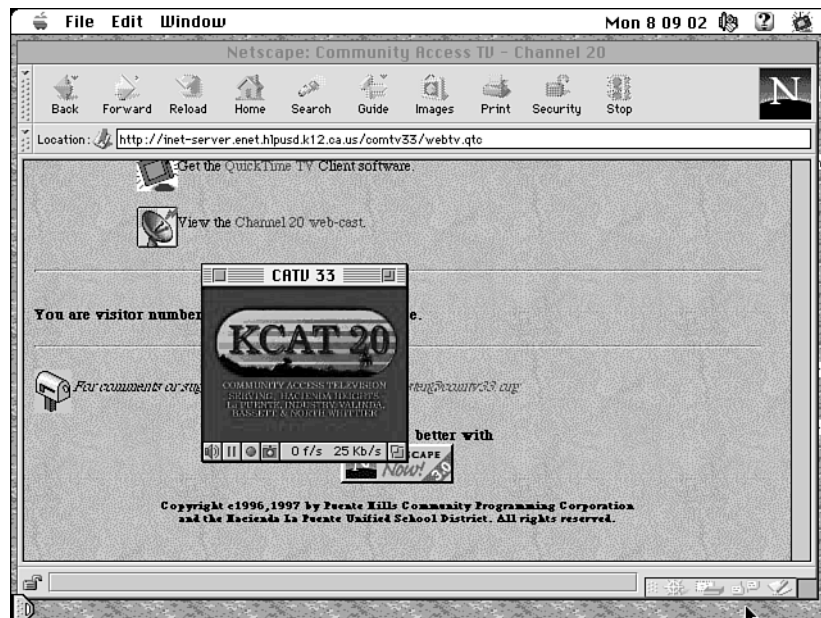 File Edit Window Mon 8 09 02
Netscape: Community Access TV – Channel 20
Back Forward Reload Home Search Guide Images Print Security Stop
N
Location: http://inet-server.enet.hlpusd.k12.ca.us/comtv33/webtv.qtc
Get the QuickTime TV Client software.
View the Channel 20 web-cast.
CATV 33
You are visitor number
e.
KCAT 20
COMMUNITY ACCESS TELEVISION
SERVING: HACIENDA HEIGHTS
La PUENTE, INDUSTRY, VALINDA,
BASSETT & NORTH WHITTIER
For comments or sug
0 f/s 25 Kb/s
better with
SCAPE
N Now! 3.0
Copyright c1996,1997 by Puente Hills Community Programming Corporation
and the Hacienda La Puente Unified School District. All rights reserved.